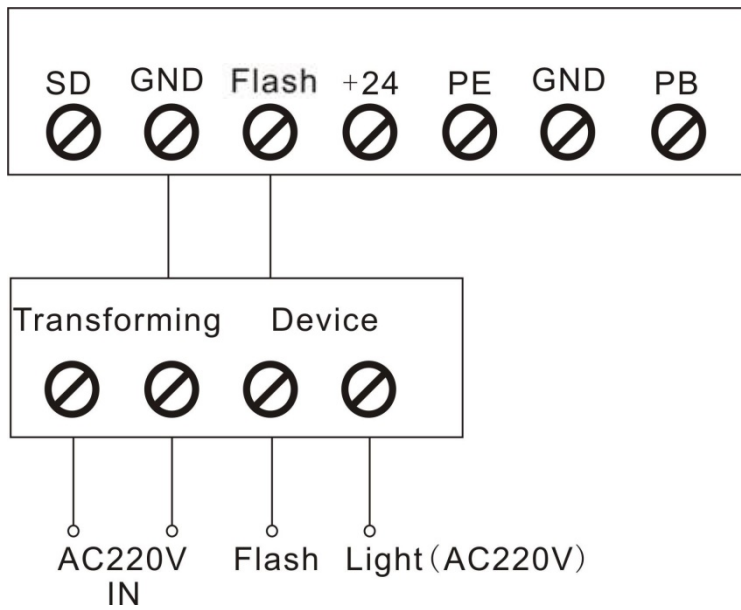 SD GND Flash +24 PE GND PB
Transforming Device
AC220V Flash Light(AC220V)
IN